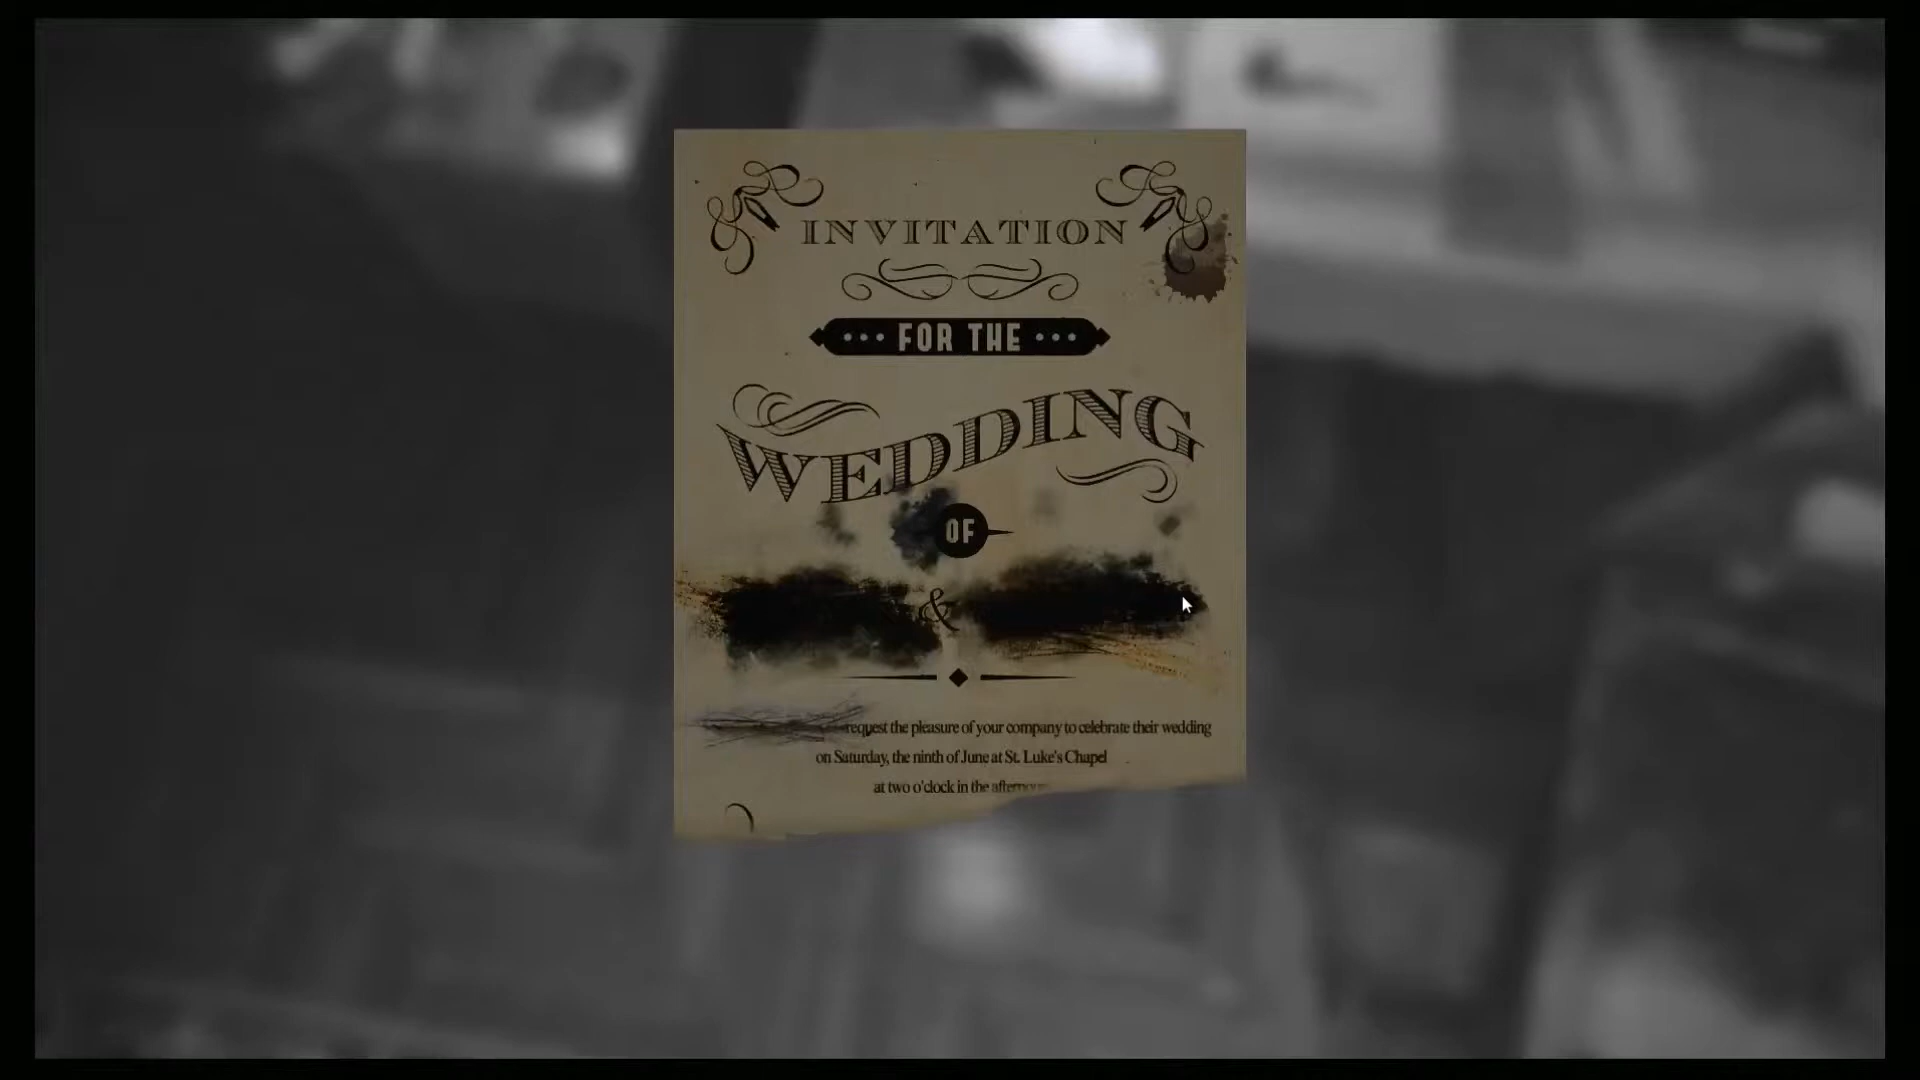 INVITATION
FOR THE
WEDDING
OF
&
request the pleasure of your company to celebrate their wedding
on Saturday, the ninth of June at St. Luke's Chapel
at two o'clock in the